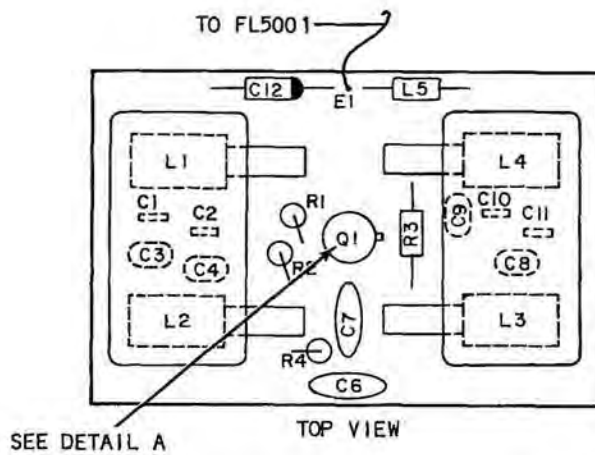 TO FL5001
C12
E1
L5
L1
L4
C1
C2
R1
C9
C10
C11
Q1
R3
C3
C4
R2
C8
L2
C7
L3
R4
C6
SEE DETAIL A
TOP VIEW